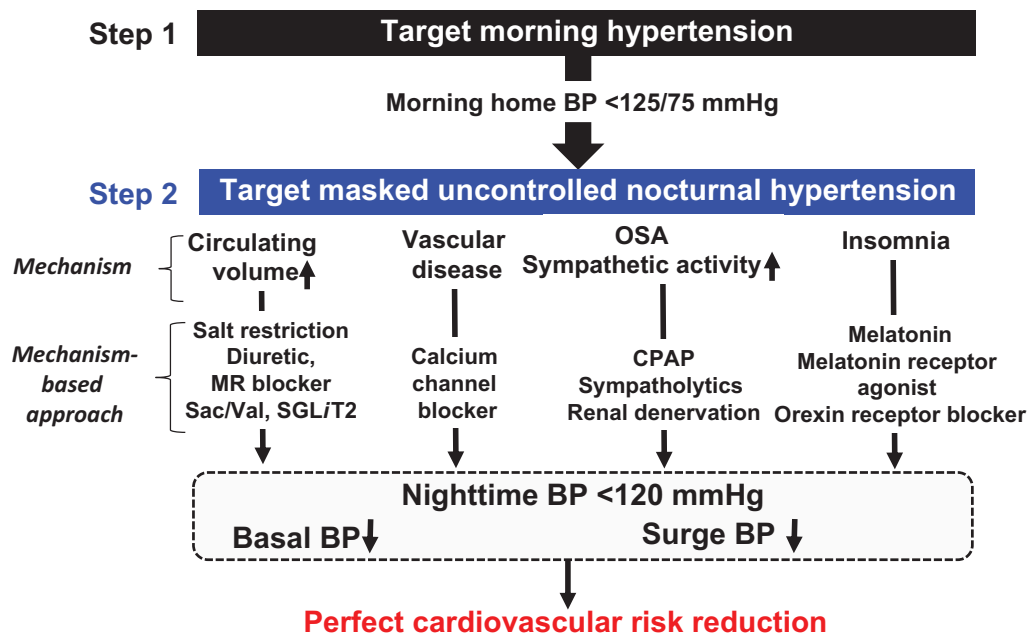 Step 1
Target morning hypertension
Morning home BP <125/75 mmHg
Step 2
Target masked uncontrolled nocturnal hypertension
Mechanism
Circulating
volume
Vascular
disease
OSA
Sympathetic activity
Insomnia
Mechanism-
based
approach
Salt restriction
Diuretic,
MR blocker
Sac/Val, SGLiT2
Calcium
channel
blocker
CPAP
Sympatholytics
Renal denervation
Melatonin
Melatonin receptor
agonist
Orexin receptor blocker
Nighttime BP <120 mmHg
Basal BP
Surge BP
Perfect cardiovascular risk reduction